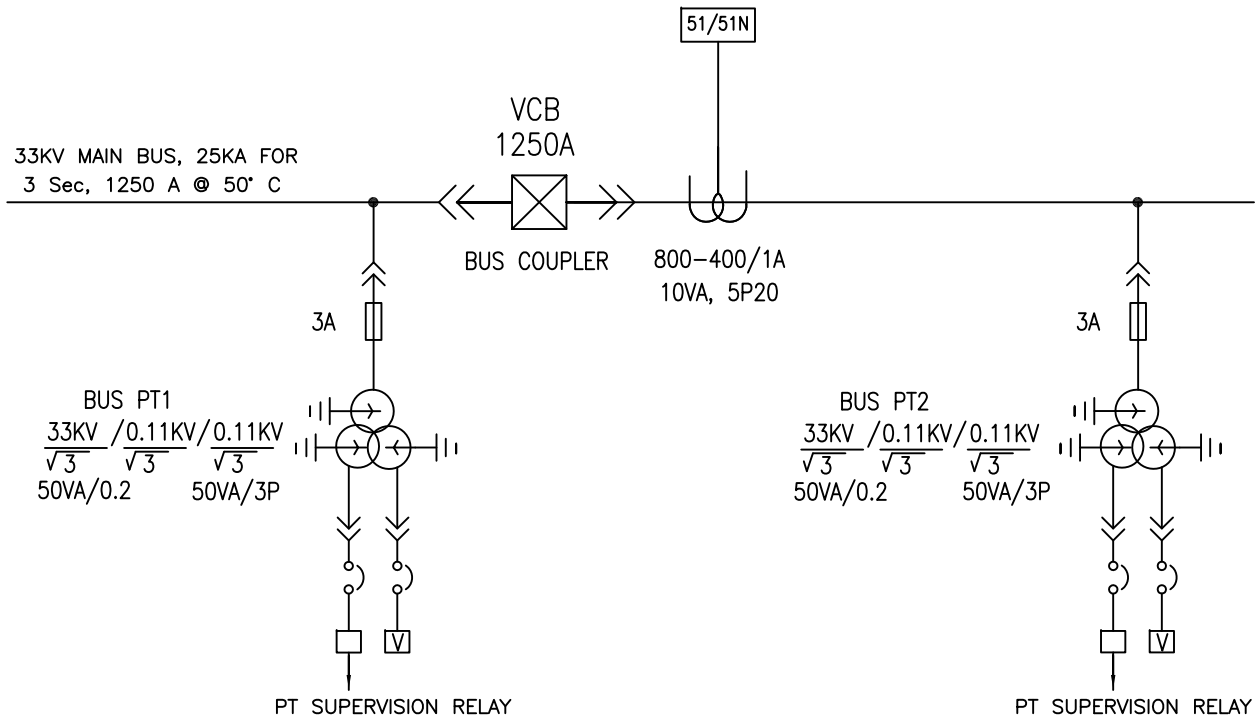 51/51N
VCB
1250A
33KV MAIN BUS, 25KA FOR
3 Sec, 1250 A @ 50° C
BUS COUPLER
800-400/1A
10VA, 5P20
3A
3A
BUS PT1
33KV/√3 / 0.11KV/√3 / 0.11KV/√3
50VA/0.2 50VA/3P
BUS PT2
33KV/√3 / 0.11KV/√3 / 0.11KV/√3
50VA/0.2 50VA/3P
V
V
PT SUPERVISION RELAY
PT SUPERVISION RELAY